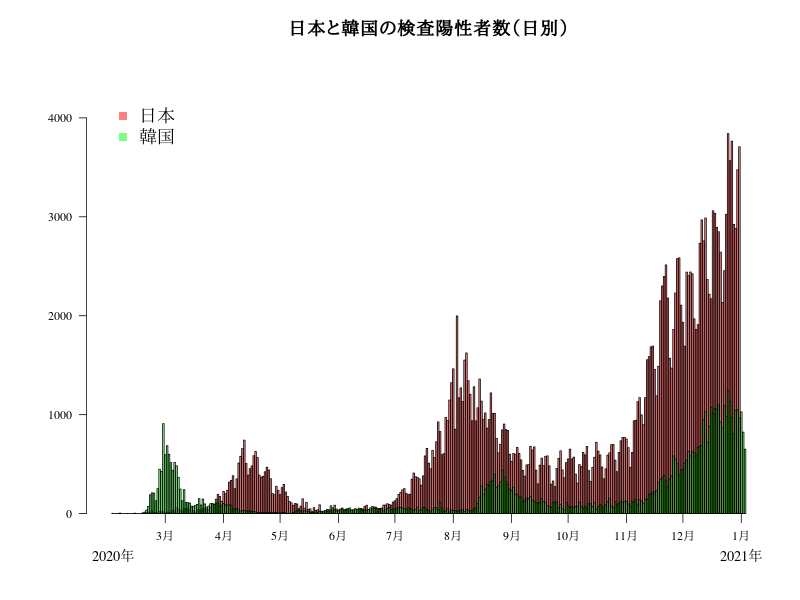 日本と韓国の検査陽性者数(日別)
日本
韓国
4000
3000
2000
1000
0
3月 4月 5月 6月 7月 8月 9月 10月 11月 12月 1月
2020年 2021年